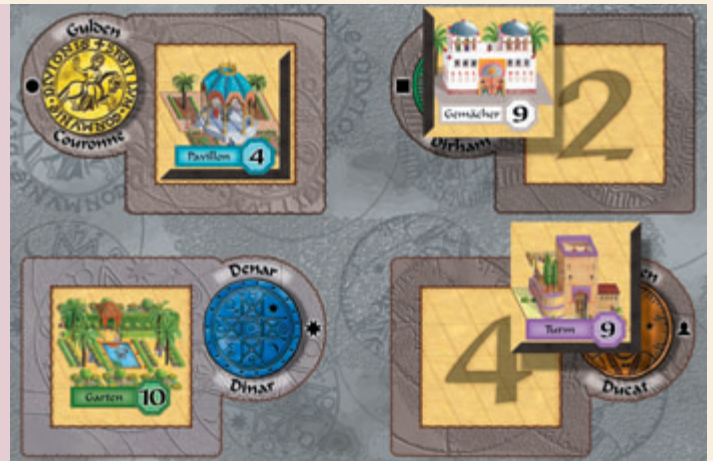 Gulden
Couronne
Pavillon 4
Gemächer 9
Dirham
2
Denar
Dinar
Garten 10
Turm 9
4
Ducat